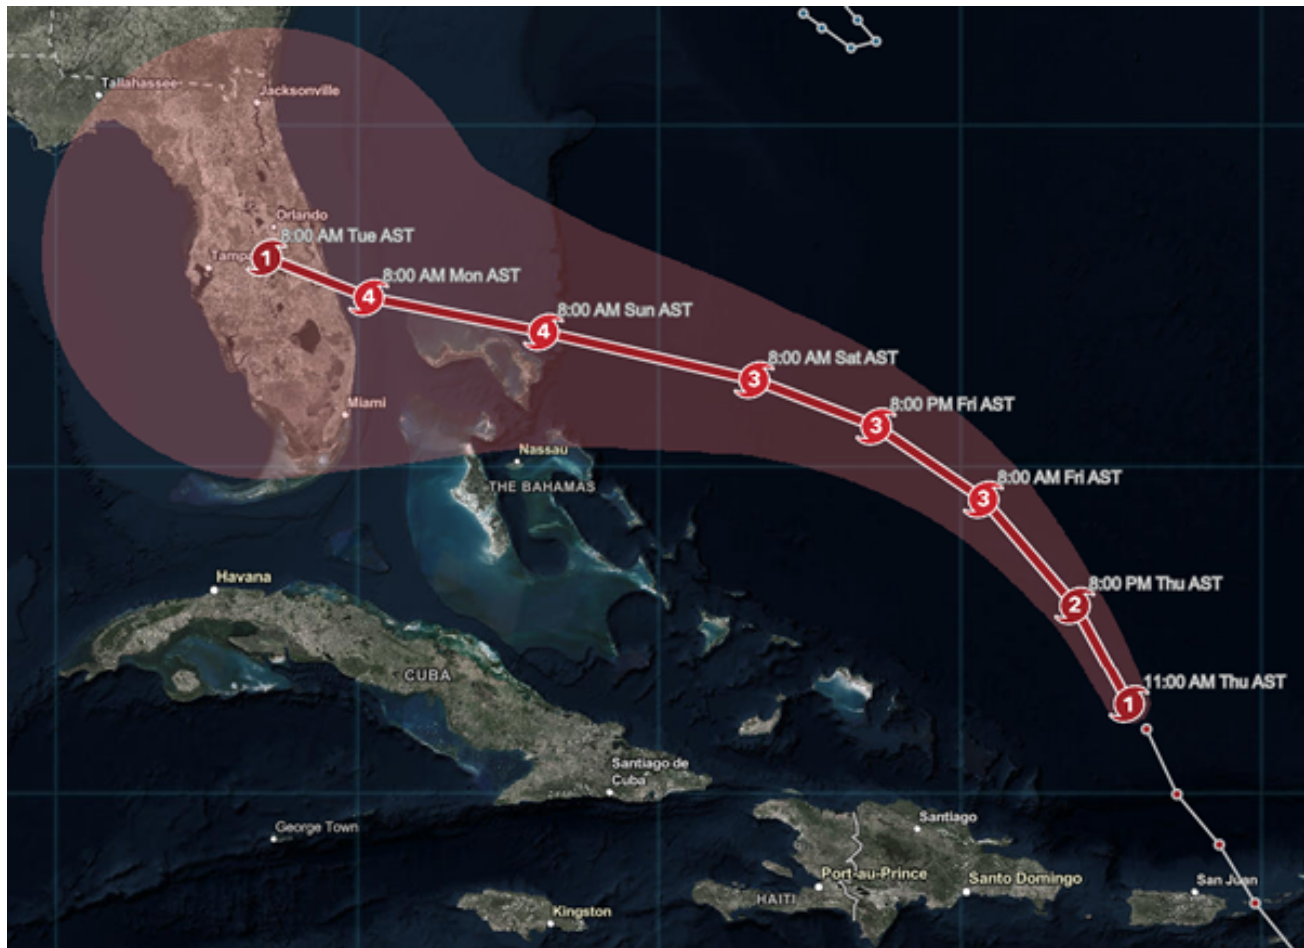 Tallahassee
Jacksonville
Orlando
8:00 AM Tue AST
Tampa
1
8:00 AM Mon AST
4
8:00 AM Sun AST
4
8:00 AM Sat AST
3
8:00 PM Fri AST
3
Miami
Nassau
THE BAHAMAS
8:00 AM Fri AST
3
Havana
8:00 PM Thu AST
2
CUBA
11:00 AM Thu AST
1
Santiago de
Cuba
George Town
Santiago
Port-au-Prince
Santo Domingo
San Juan
HAITI
Kingston